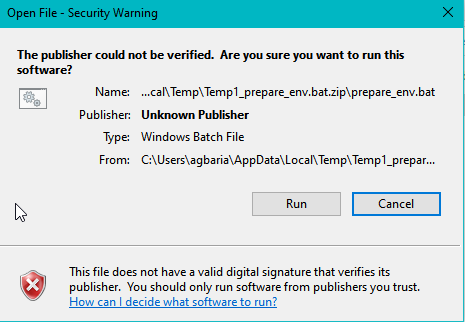 Open File - Security Warning
The publisher could not be verified.  Are you sure you want to run this
software?
Name: ...cal\Temp\Temp1_prepare_env.bat.zip\prepare_env.bat
Publisher: Unknown Publisher
Type: Windows Batch File
From: C:\Users\agbaria\AppData\Local\Temp\Temp1_prepar...
Run Cancel
This file does not have a valid digital signature that verifies its
publisher.  You should only run software from publishers you trust.
How can I decide what software to run?